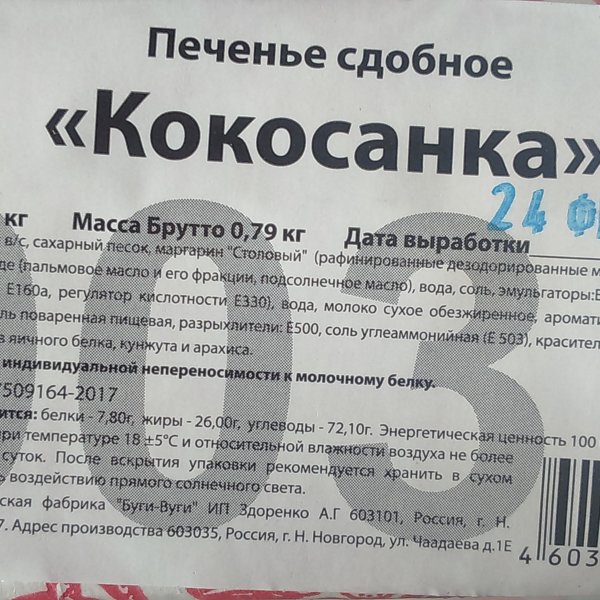 Печенье сдобное
«Кокосанка»
24
кг Масса Брутто 0,79 кг Дата выработки
в/с, сахарный песок, маргарин "Столовый" (рафинированные дезодорированные м
де (пальмовое масло и его фракции, подсолнечное масло), вода, соль, эмульгаторы:Е
Е160а, регулятор кислотности Е330), вода, молоко сухое обезжиренное, аромати
ль поваренная пищевая, разрыхлители: Е500, соль углеаммонийная (Е 503), красител
в яичного белка, кунжута и арахиса.
индивидуальной непереносимости к молочному белку.
7509164-2017
ится: белки - 7,80г, жиры - 26,00г, углеводы - 72,10г. Энергетическая ценность 100
ри температуре 18 ±5°С и относительной влажности воздуха не более
суток. После вскрытия упаковки рекомендуется хранить в сухом
ь воздействию прямого солнечного света.
ская фабрика "Буги-Вуги" ИП Здоренко А.Г 603101, Россия, г. Н.
7. Адрес производства 603035, Россия, г. Н. Новгород, ул. Чаадаева д.1Е
4 603
003